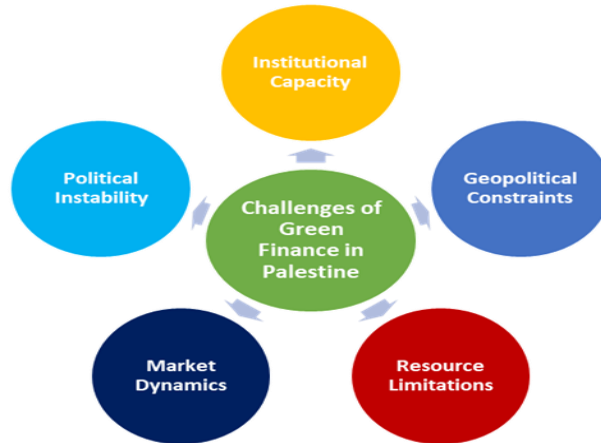 Institutional
Capacity
Political
Instability
Geopolitical
Constraints
Challenges of
Green
Finance in
Palestine
Market
Dynamics
Resource
Limitations